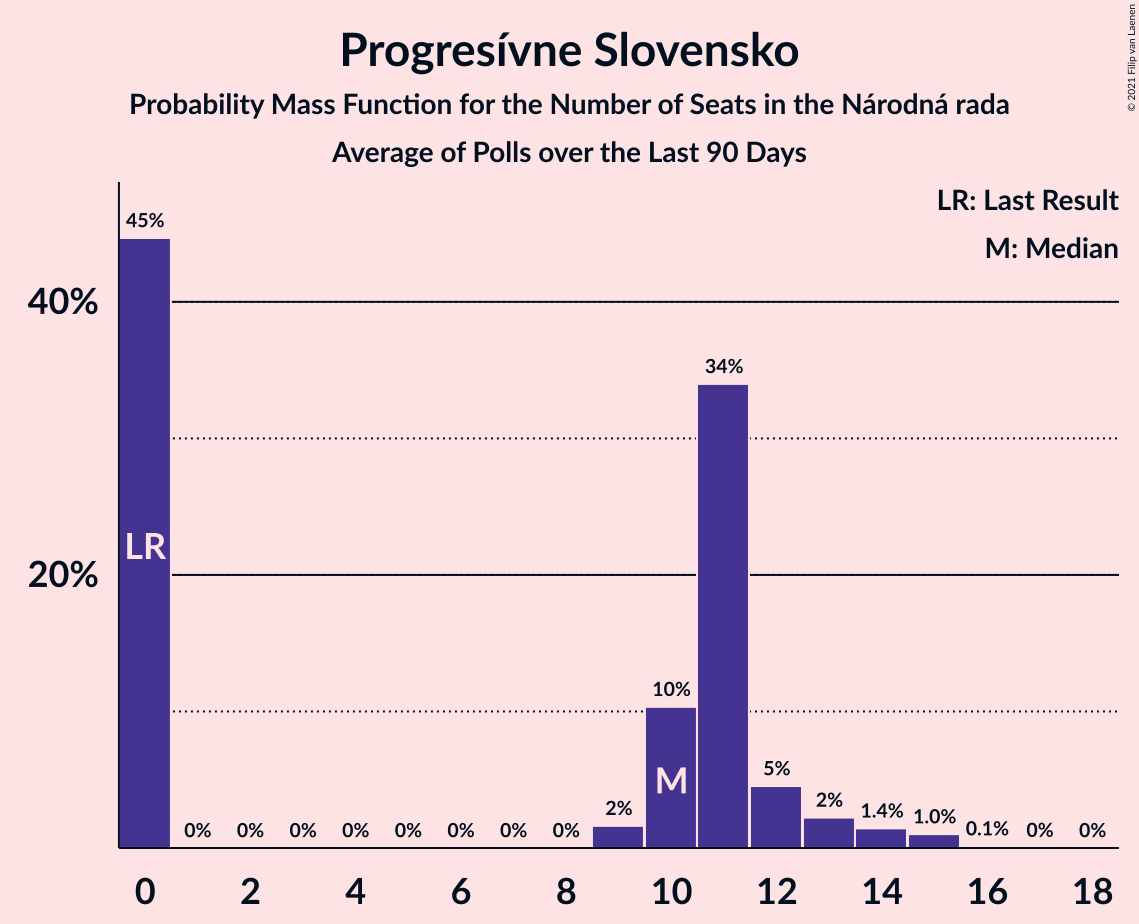 Progresívne Slovensko
Probability Mass Function for the Number of Seats in the Národná rada
Average of Polls over the Last 90 Days
© 2021 Filip van Laenen
LR: Last Result
M: Median
45%
40%
34%
LR
20%
10%
M
5%
2%
2%
1.4%
1.0%
0.1%
0% 0% 0% 0% 0% 0% 0% 0% 0% 0%
0 2 4 6 8 10 12 14 16 18